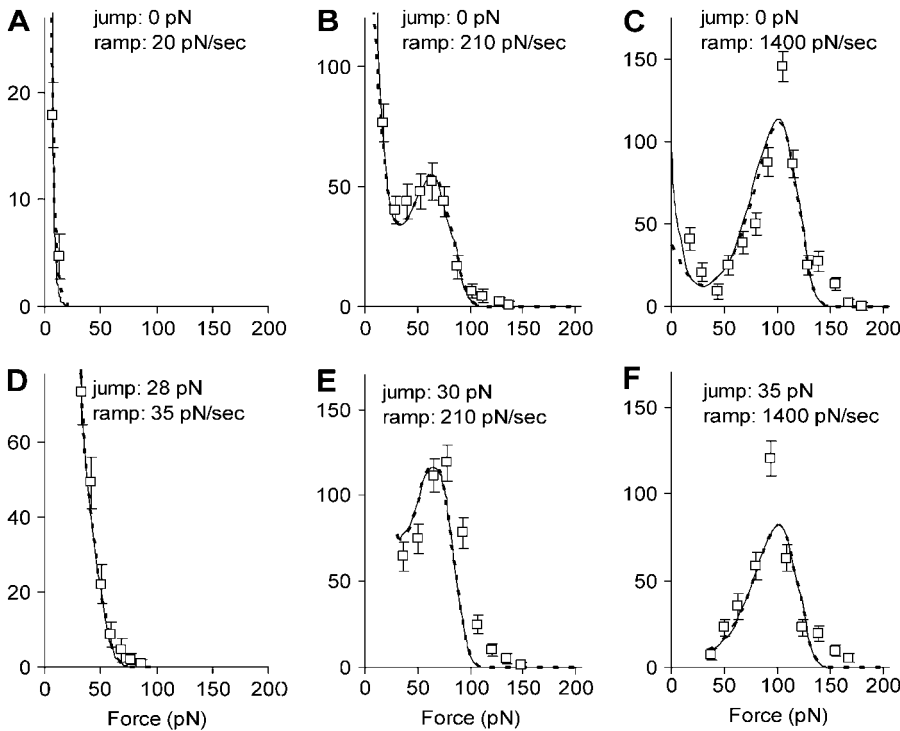 A
jump: 0 pN
ramp: 20 pN/sec
20
10
0
0 50 100 150 200
B
jump: 0 pN
ramp: 210 pN/sec
100
50
0
0 50 100 150 200
C
jump: 0 pN
ramp: 1400 pN/sec
150
100
50
0
0 50 100 150 200
D
jump: 28 pN
ramp: 35 pN/sec
60
40
20
0
0 50 100 150 200
Force (pN)
E
jump: 30 pN
ramp: 210 pN/sec
150
100
50
0
0 50 100 150 200
Force (pN)
F
jump: 35 pN
ramp: 1400 pN/sec
150
100
50
0
0 50 100 150 200
Force (pN)